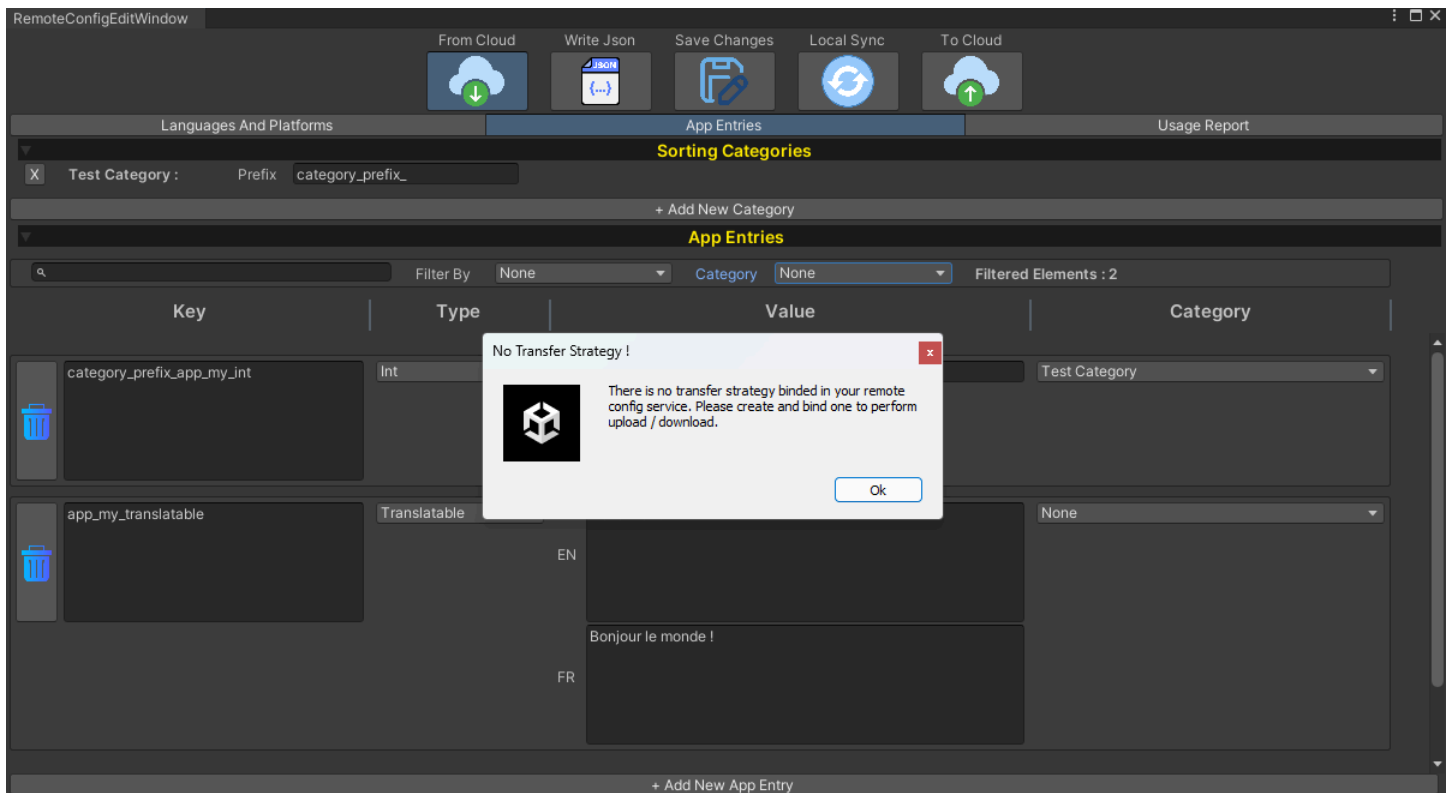 RemoteConfigEditWindow
From Cloud Write Json Save Changes Local Sync To Cloud
JSON
{...}
Languages And Platforms App Entries Usage Report
Sorting Categories
X Test Category : Prefix category_prefix_
+ Add New Category
App Entries
Filter By None Category None Filtered Elements : 2
Key Type Value Category
category_prefix_app_my_int Int Test Category
No Transfer Strategy !
x
There is no transfer strategy binded in your remote
config service. Please create and bind one to perform
upload / download.
Ok
app_my_translatable Translatable None
EN
Bonjour le monde !
FR
+ Add New App Entry